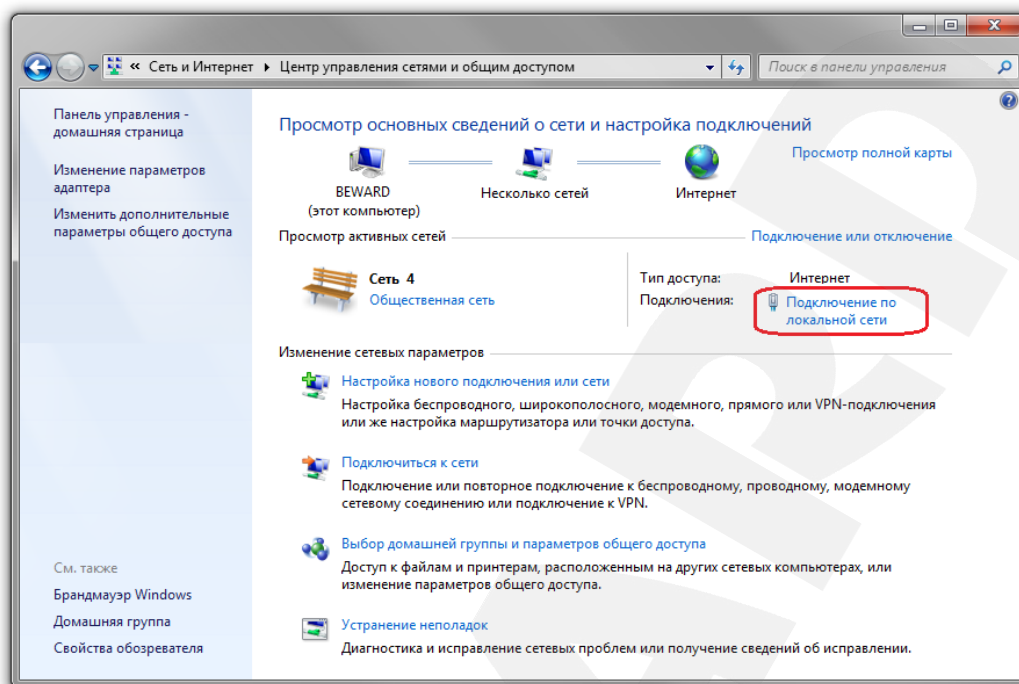 « Сеть и Интернет ▸ Центр управления сетями и общим доступом
Поиск в панели управления
Панель управления -
домашняя страница
Изменение параметров
адаптера
Изменить дополнительные
параметры общего доступа
См. также
Брандмауэр Windows
Домашняя группа
Свойства обозревателя
Просмотр основных сведений о сети и настройка подключений
Просмотр полной карты
BEWARD
(этот компьютер)
Несколько сетей
Интернет
Просмотр активных сетей
Подключение или отключение
Сеть 4
Общественная сеть
Тип доступа: Интернет
Подключения: Подключение по
локальной сети
Изменение сетевых параметров
Настройка нового подключения или сети
Настройка беспроводного, широкополосного, модемного, прямого или VPN-подключения
или же настройка маршрутизатора или точки доступа.
Подключиться к сети
Подключение или повторное подключение к беспроводному, проводному, модемному
сетевому соединению или подключение к VPN.
Выбор домашней группы и параметров общего доступа
Доступ к файлам и принтерам, расположенным на других сетевых компьютерах, или
изменение параметров общего доступа.
Устранение неполадок
Диагностика и исправление сетевых проблем или получение сведений об исправлении.